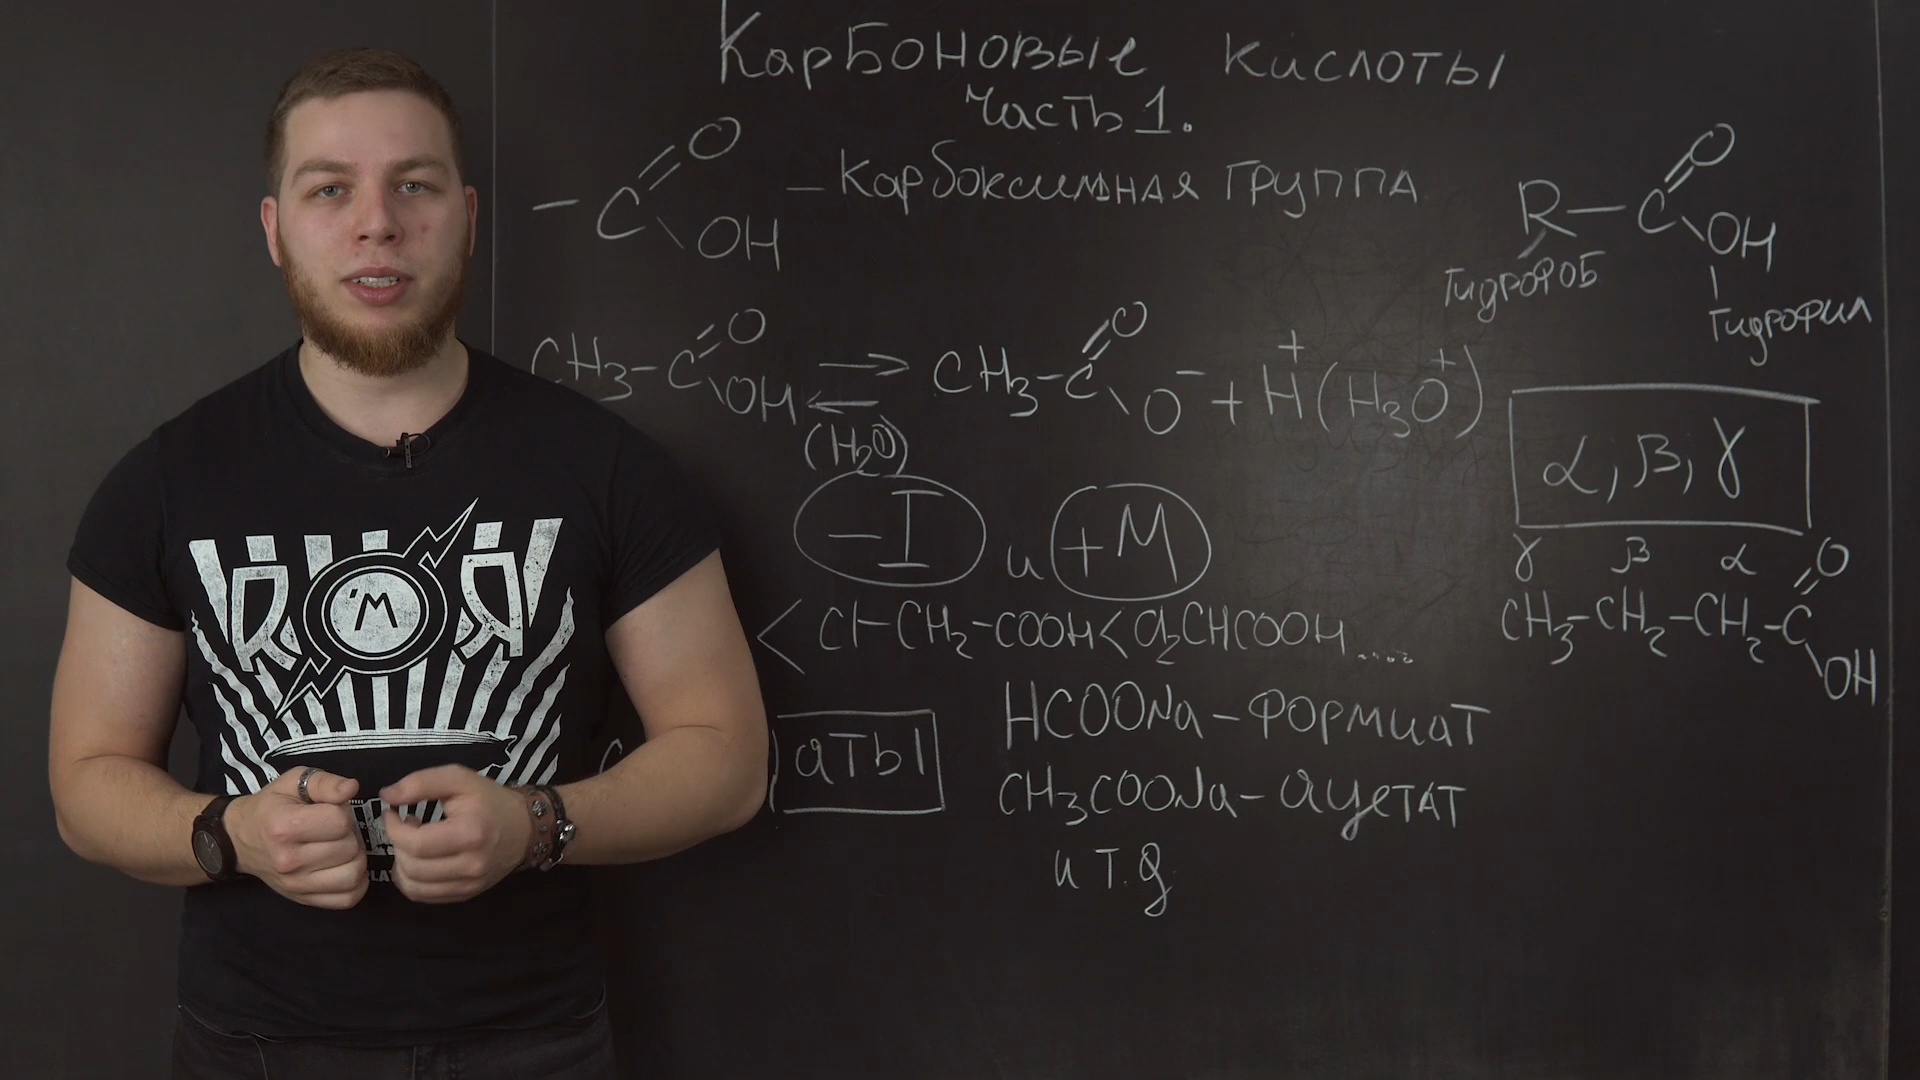 Карбоновые кислоты
Часть 1.
– C =O \OH – Карбоксильная группа
R – C =O \OH
Гидрофоб
Гидрофил
CH3–C =O \OH ⇄ CH3–C =O \O⁻ + H⁺ (H3O⁺)
(H2O)
–I и +M
< Cl–CH2–COOH < Cl2CHCOOH ....
α, β, γ
γ β α
CH3–CH2–CH2–C =O \OH
аты
HCOONa – формиат
CH3COONa – ацетат
и т.д
'M